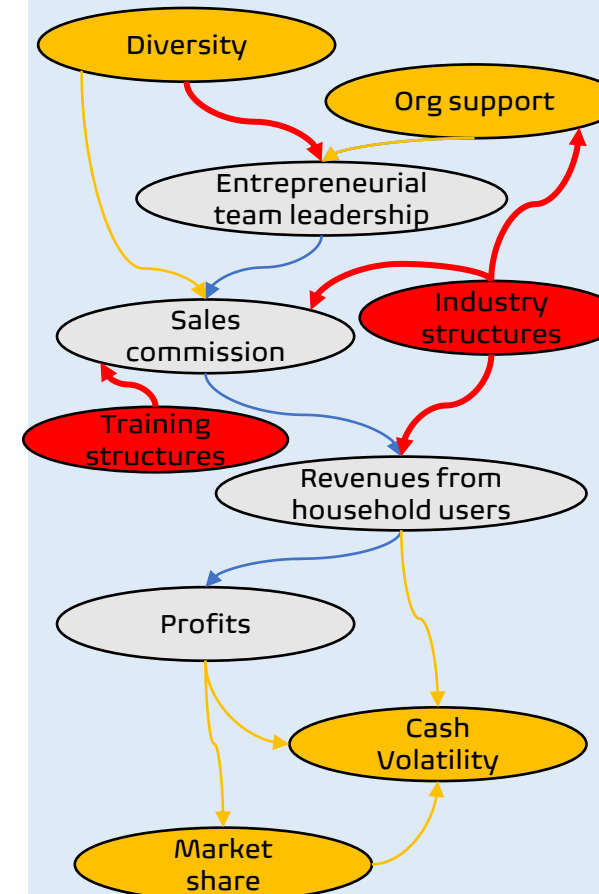 Diversity
Org support
Entrepreneurial
team leadership
Industry
structures
Sales
commission
Training
structures
Revenues from
household users
Profits
Cash
Volatility
Market
share